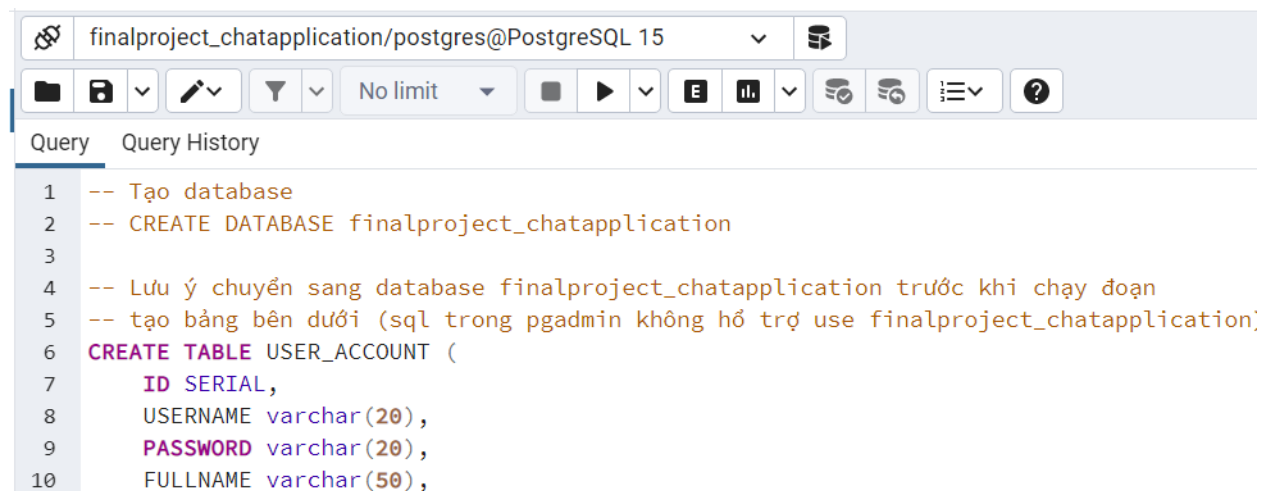 finalproject_chatapplication/postgres@PostgreSQL 15
No limit
E
Query Query History
1 -- Tạo database
2 -- CREATE DATABASE finalproject_chatapplication
3
4 -- Lưu ý chuyển sang database finalproject_chatapplication trước khi chạy đoạn
5 -- tạo bảng bên dưới (sql trong pgadmin không hổ trợ use finalproject_chatapplication)
6 CREATE TABLE USER_ACCOUNT (
7 ID SERIAL,
8 USERNAME varchar(20),
9 PASSWORD varchar(20),
10 FULLNAME varchar(50),